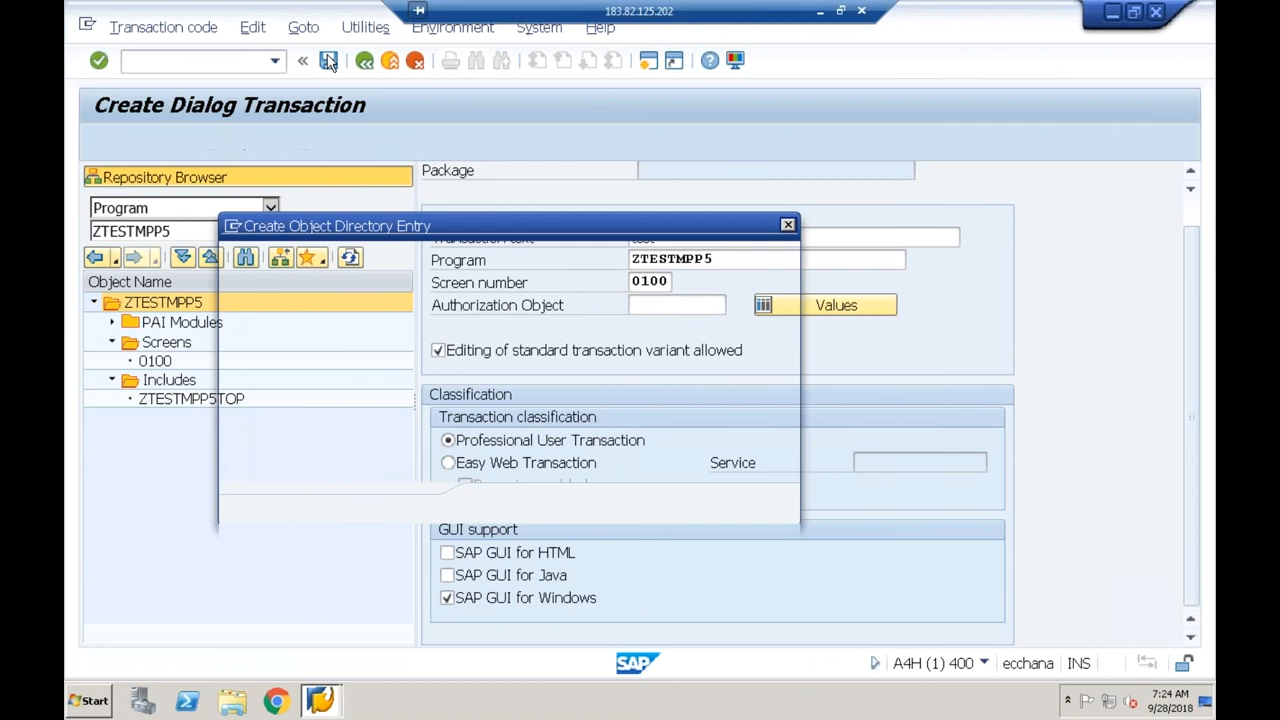 183.82.125.202
Transaction code Edit Goto Utilities Environment System Help
Create Dialog Transaction
Repository Browser
Package
Program
ZTESTMPP5
Create Object Directory Entry
Program ZTESTMPP5
Screen number 0100
Authorization Object Values
Object Name
ZTESTMPP5
PAI Modules
Screens
0100
Includes
ZTESTMPP5TOP
Editing of standard transaction variant allowed
Classification
Transaction classification
Professional User Transaction
Easy Web Transaction Service
GUI support
SAP GUI for HTML
SAP GUI for Java
SAP GUI for Windows
SAP
A4H (1) 400 ecchana INS
Start
7:24 AM
9/28/2018